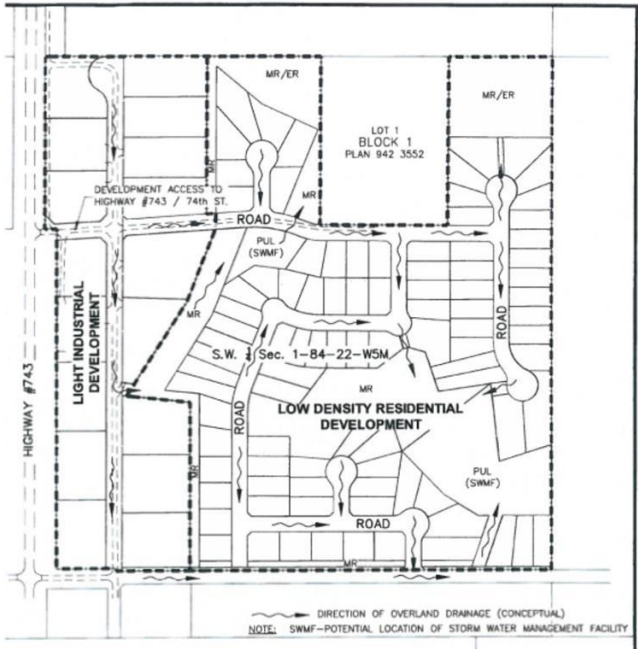 MR/ER
MR/ER
LOT 1
BLOCK 1
PLAN 942 3552
MR
DEVELOPMENT ACCESS TO
HIGHWAY #743 / 74th ST.
MR
ROAD
PUL
(SWMF)
MR
ROAD
LIGHT INDUSTRIAL
DEVELOPMENT
HIGHWAY #743
S.W. ¼ Sec. 1-84-22-W5M
MR
LOW DENSITY RESIDENTIAL
DEVELOPMENT
ROAD
MR
PUL
(SWMF)
ROAD
MR
DIRECTION OF OVERLAND DRAINAGE (CONCEPTUAL)
NOTE: SWMF-POTENTIAL LOCATION OF STORM WATER MANAGEMENT FACILITY